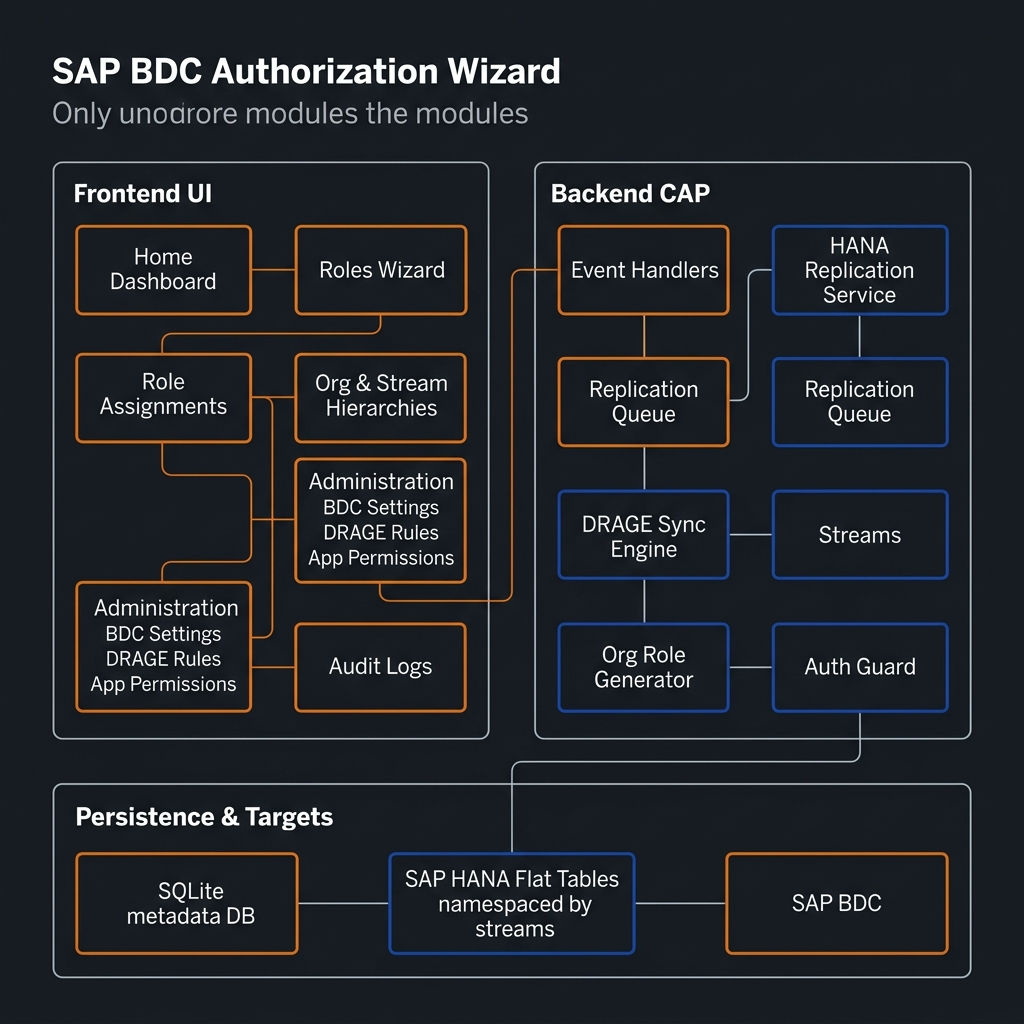 SAP BDC Authorization Wizard
Only modules the modules
Frontend UI
Home
Dashboard
Roles Wizard
Role
Assignments
Org & Stream
Hierarchies
Administration
BDC Settings
DRAGE Rules
App Permissions
Administration
BDC Settings
DRAGE Rules
App Permissions
Audit Logs
Backend CAP
Event Handlers
HANA
Replication
Service
Replication
Queue
Replication
Queue
DRAGE Sync
Engine
Streams
Org Role
Generator
Auth Guard
Persistence & Targets
SQLite
metadata DB
SAP HANA Flat Tables
namespaced by
streams
SAP BDC